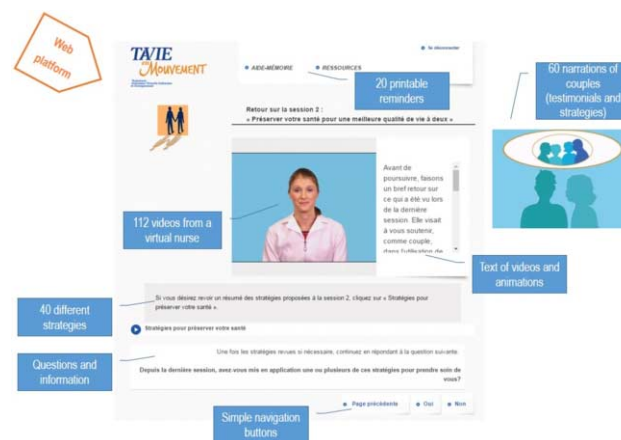 Web
platform
TAVIE
EN
MOUVEMENT
Se déconnecter
AIDE-MÉMOIRE
RESSOURCES
20 printable
reminders
60 narrations of
couples
(testimonials and
strategies)
Retour sur la session 2 :
« Préserver votre santé pour une meilleure qualité de vie à deux »
Avant de
poursuivre, faisons
un bref retour sur
ce qui a été vu lors
de la dernière
session. Elle visait
à vous soutenir,
comme couple,
dans l'utilisation de
112 videos from a
virtual nurse
Text of videos and
animations
40 different
strategies
Si vous désirez revoir un résumé des stratégies proposées à la session 2, cliquez sur « Stratégies pour
préserver votre santé ».
Stratégies pour préserver votre santé
Questions and
information
Une fois les stratégies revues si nécessaire, continuez en répondant à la question suivante.
Depuis la dernière session, avez vous mis en application une ou plusieurs de ces stratégies pour prendre soin de
vous?
Simple navigation
buttons
Page précédente
Oui
Non